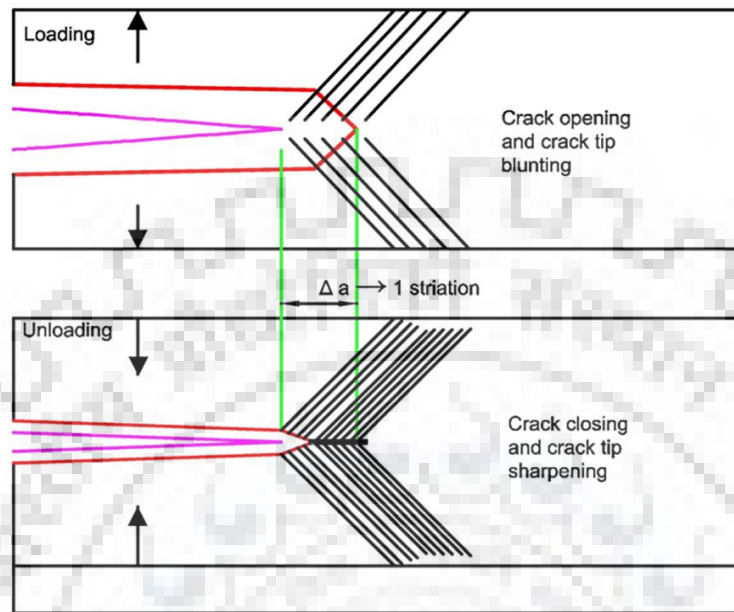 Loading
Crack opening
and crack tip
blunting
Δ a → 1 striation
Unloading
Crack closing
and crack tip
sharpening